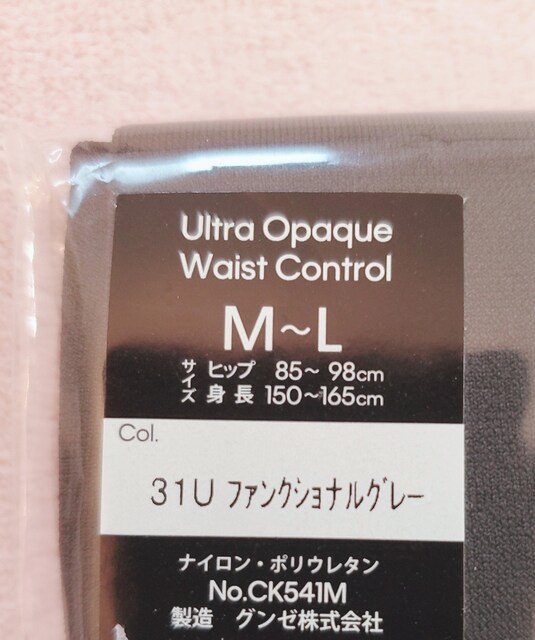 Ultra Opaque
Waist Control
M~L
サイズ
ヒップ 85~ 98cm
身長 150~165cm
Col.
31U ファンクショナルグレー
ナイロン・ポリウレタン
No.CK541M
製造 グンゼ株式会社